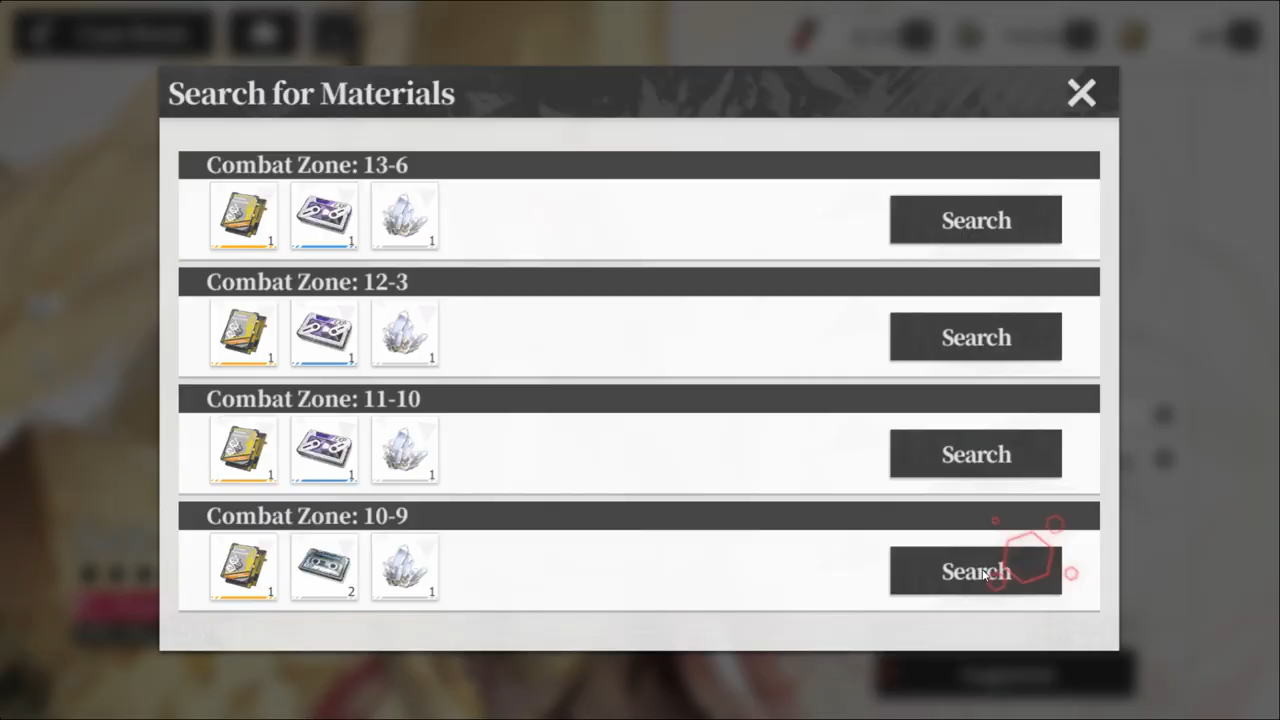 Search for Materials
Combat Zone: 13-6
1 1 1
Search
Combat Zone: 12-3
1 1 1
Search
Combat Zone: 11-10
1 1 1
Search
Combat Zone: 10-9
1 2 1
Search